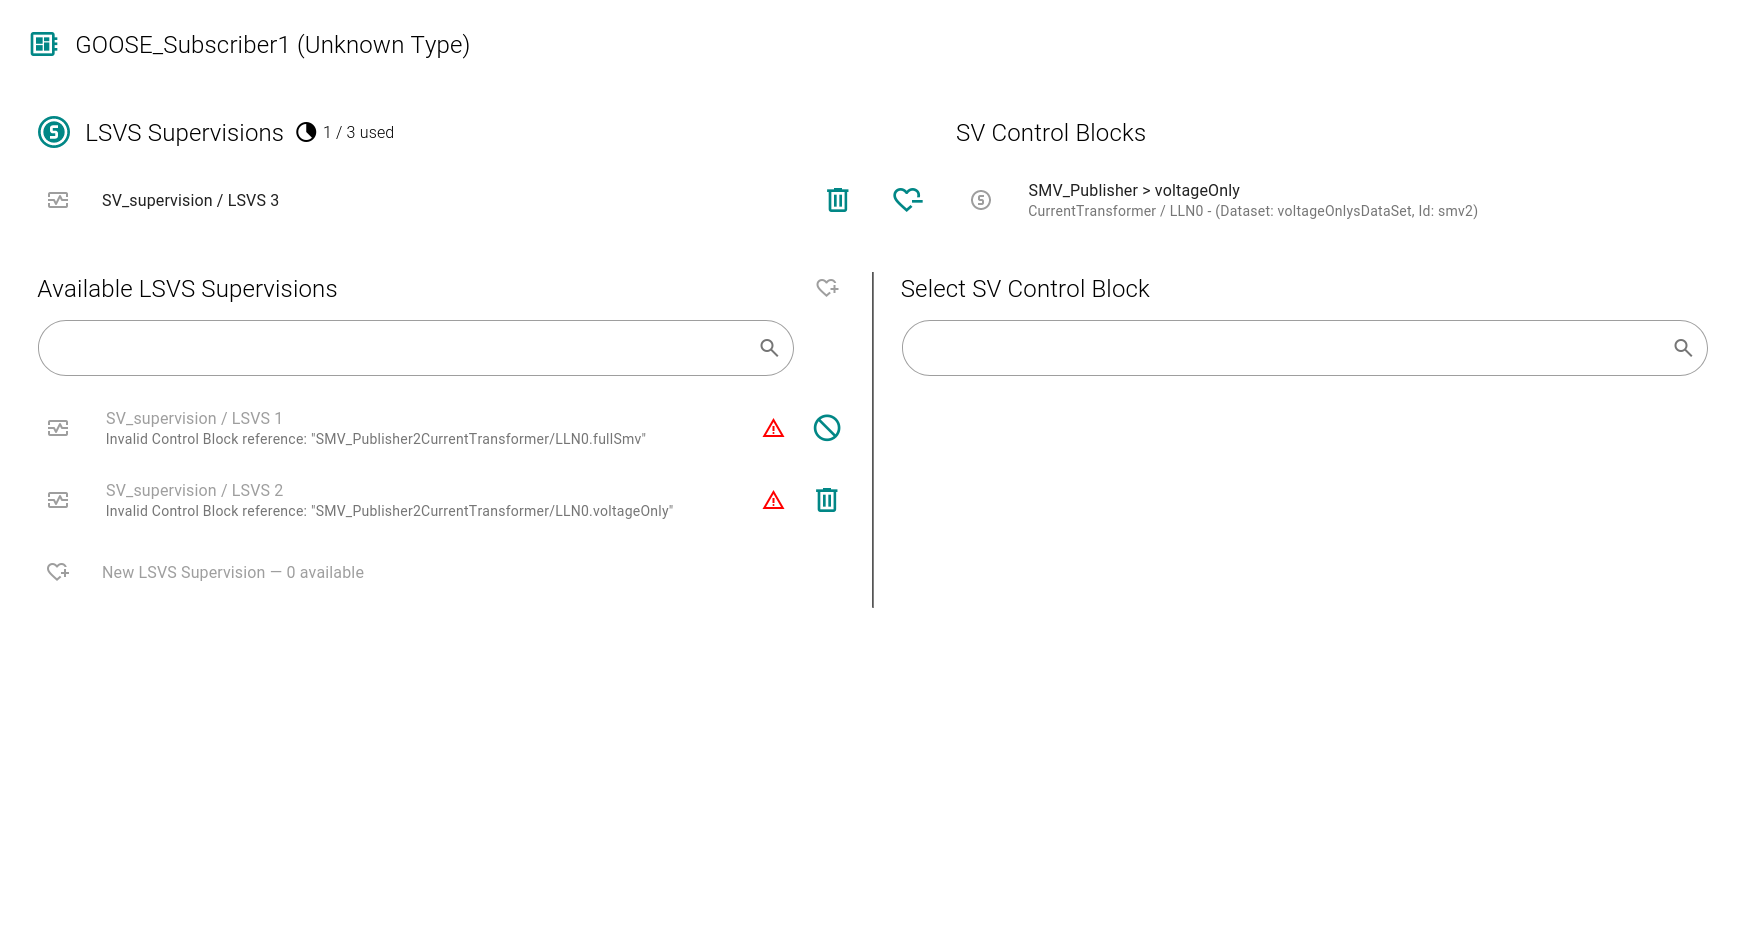 GOOSE_Subscriber1 (Unknown Type)
LSVS Supervisions 1 / 3 used
SV Control Blocks
SV_supervision / LSVS 3
SMV_Publisher > voltageOnly
CurrentTransformer / LLN0 - (Dataset: voltageOnlysDataSet, Id: smv2)
Available LSVS Supervisions
Select SV Control Block
SV_supervision / LSVS 1
Invalid Control Block reference: "SMV_Publisher2CurrentTransformer/LLN0.fullSmv"
SV_supervision / LSVS 2
Invalid Control Block reference: "SMV_Publisher2CurrentTransformer/LLN0.voltageOnly"
New LSVS Supervision — 0 available